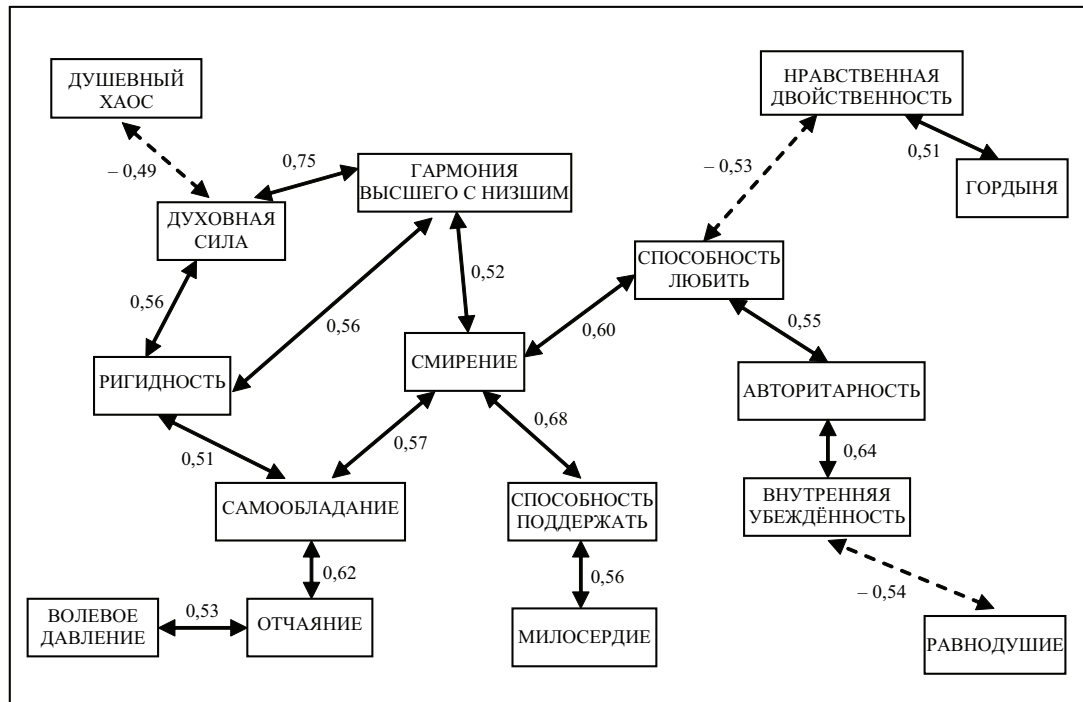 ДУШЕВНЫЙ
ХАОС
НРАВСТВЕННАЯ
ДВОЙСТВЕННОСТЬ
– 0,49
0,75
ГАРМОНИЯ
ВЫСШЕГО С НИЗШИМ
– 0,53
0,51
ГОРДЫНЯ
ДУХОВНАЯ
СИЛА
СПОСОБНОСТЬ
ЛЮБИТЬ
0,56
0,56
0,52
0,60
0,55
РИГИДНОСТЬ
СМИРЕНИЕ
АВТОРИТАРНОСТЬ
0,51
0,57
0,68
0,64
САМООБЛАДАНИЕ
СПОСОБНОСТЬ
ПОДДЕРЖАТЬ
ВНУТРЕННЯЯ
УБЕЖДЁННОСТЬ
0,62
0,56
– 0,54
ВОЛЕВОЕ
ДАВЛЕНИЕ
0,53
ОТЧАЯНИЕ
МИЛОСЕРДИЕ
РАВНОДУШИЕ